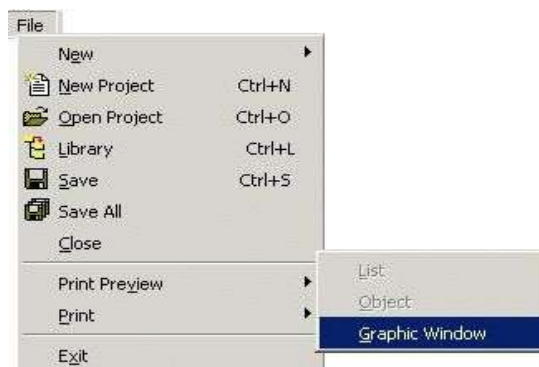 File
New
New Project Ctrl+N
Open Project Ctrl+O
Library Ctrl+L
Save Ctrl+S
Save All
Close
Print Preview
Print
Exit
List
Object
Graphic Window